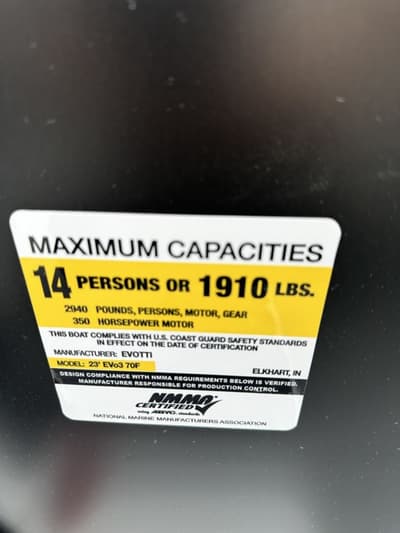 MAXIMUM CAPACITIES
14 PERSONS OR 1910 LBS.
2940 POUNDS, PERSONS, MOTOR, GEAR
350 HORSEPOWER MOTOR
THIS BOAT COMPLIES WITH U.S. COAST GUARD SAFETY STANDARDS
IN EFFECT ON THE DATE OF CERTIFICATION
MANUFACTURER: EVOTTI
ELKHART, IN
MODEL: 23' EVo3 70F
DESIGN COMPLIANCE WITH NMMA REQUIREMENTS BELOW IS VERIFIED.
MANUFACTURER RESPONSIBLE FOR PRODUCTION CONTROL.
NMMA
CERTIFIED
using ABYC standards
NATIONAL MARINE MANUFACTURERS ASSOCIATION